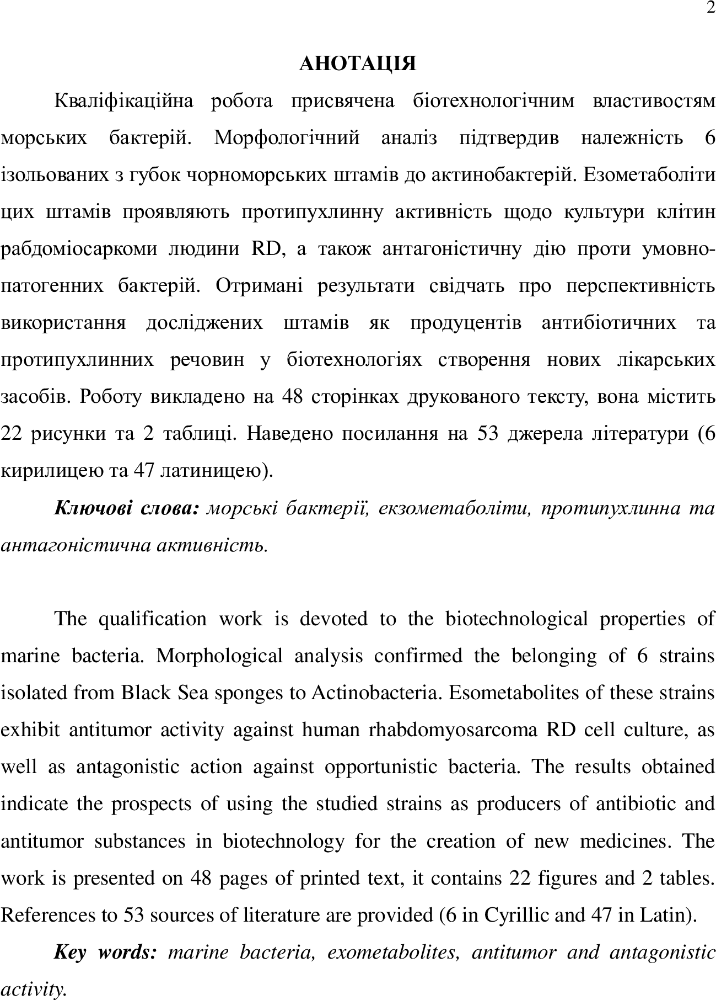 2
АНОТАЦІЯ
Кваліфікаційна робота присвячена біотехнологічним властивостям
морських бактерій. Морфологічний аналіз підтвердив належність 6
ізольованих з губок чорноморських штамів до актинобактерій. Езометаболіти
цих штамів проявляють протипухлинну активність щодо культури клітин
рабдоміосаркоми людини RD, а також антагоністичну дію проти умовно-
патогенних бактерій. Отримані результати свідчать про перспективність
використання досліджених штамів як продуцентів антибіотичних та
протипухлинних речовин у біотехнологіях створення нових лікарських
засобів. Роботу викладено на 48 сторінках друкованого тексту, вона містить
22 рисунки та 2 таблиці. Наведено посилання на 53 джерела літератури (6
кирилицею та 47 латиницею).
Ключові слова: морські бактерії, екзометаболіти, протипухлинна та
антагоністична активність.
The qualification work is devoted to the biotechnological properties of
marine bacteria. Morphological analysis confirmed the belonging of 6 strains
isolated from Black Sea sponges to Actinobacteria. Esometabolites of these strains
exhibit antitumor activity against human rhabdomyosarcoma RD cell culture, as
well as antagonistic action against opportunistic bacteria. The results obtained
indicate the prospects of using the studied strains as producers of antibiotic and
antitumor substances in biotechnology for the creation of new medicines. The
work is presented on 48 pages of printed text, it contains 22 figures and 2 tables.
References to 53 sources of literature are provided (6 in Cyrillic and 47 in Latin).
Key words: marine bacteria, exometabolites, antitumor and antagonistic
activity.